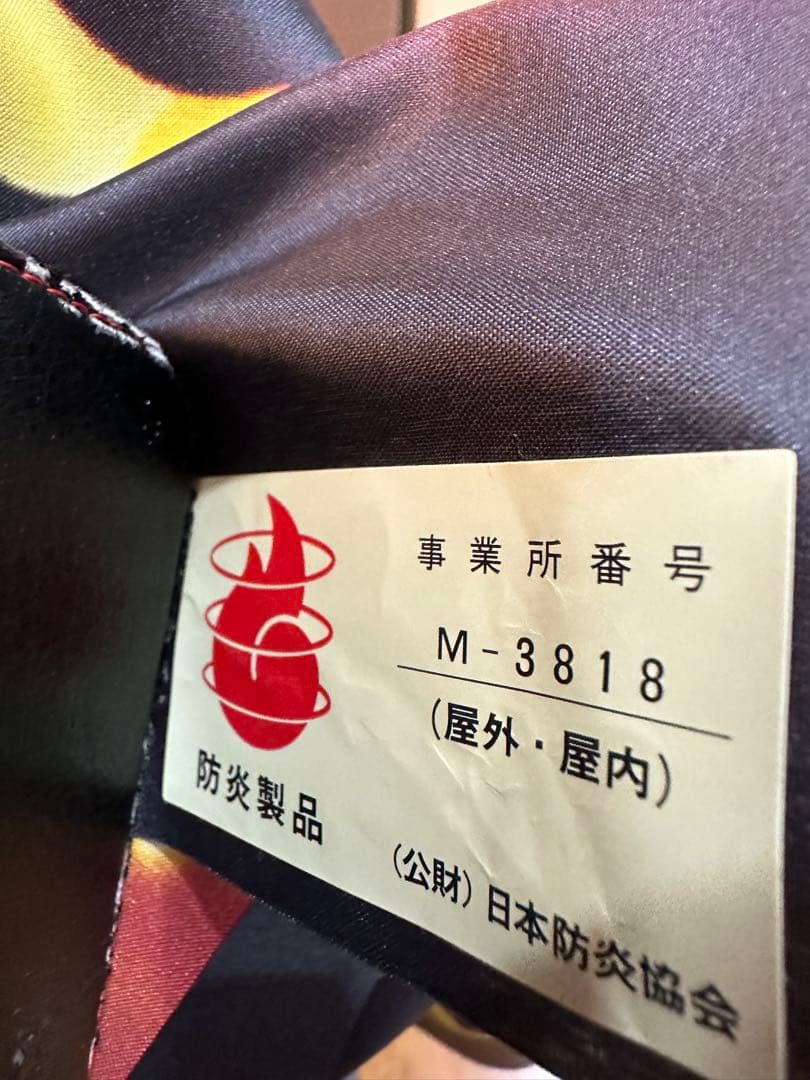 事業所番号
M-3818
(屋外・屋内)
防炎製品
(公財)日本防炎協会